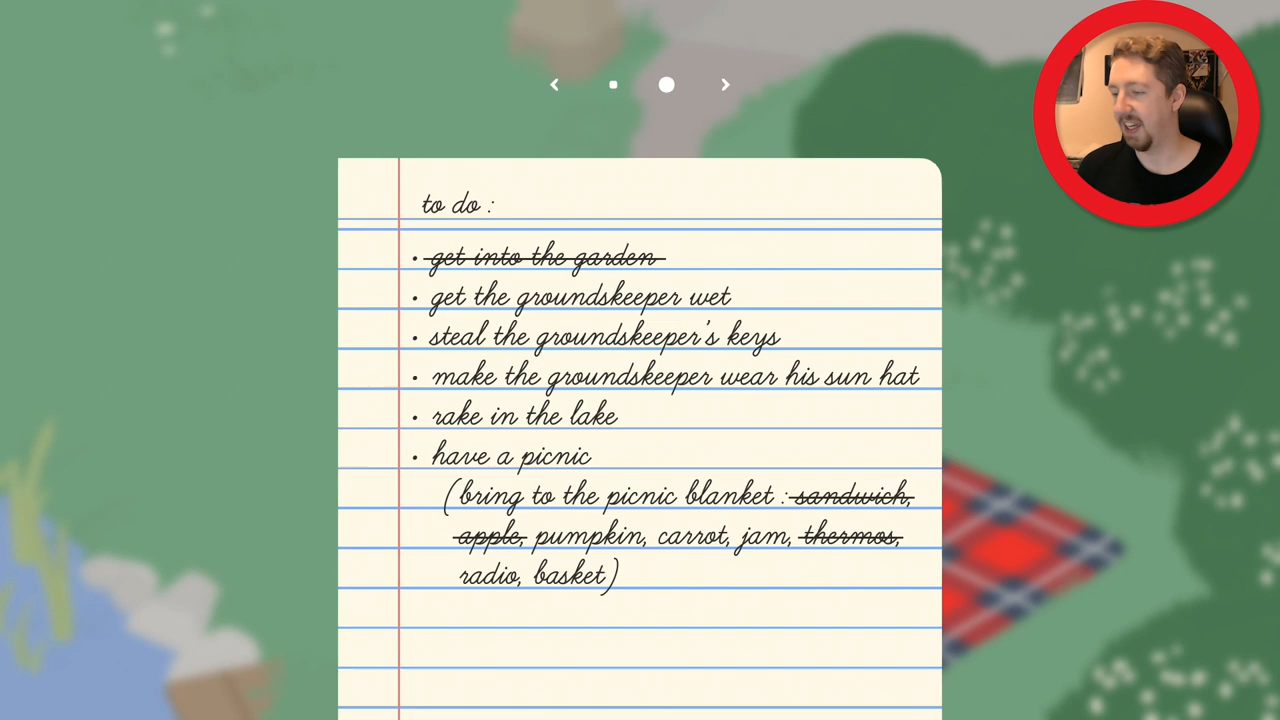 to do :
• get into the garden
• get the groundskeeper wet
• steal the groundskeeper's keys
• make the groundskeeper wear his sun hat
• rake in the lake
• have a picnic
(bring to the picnic blanket : sandwich,
apple, pumpkin, carrot, jam, thermos,
radio, basket)